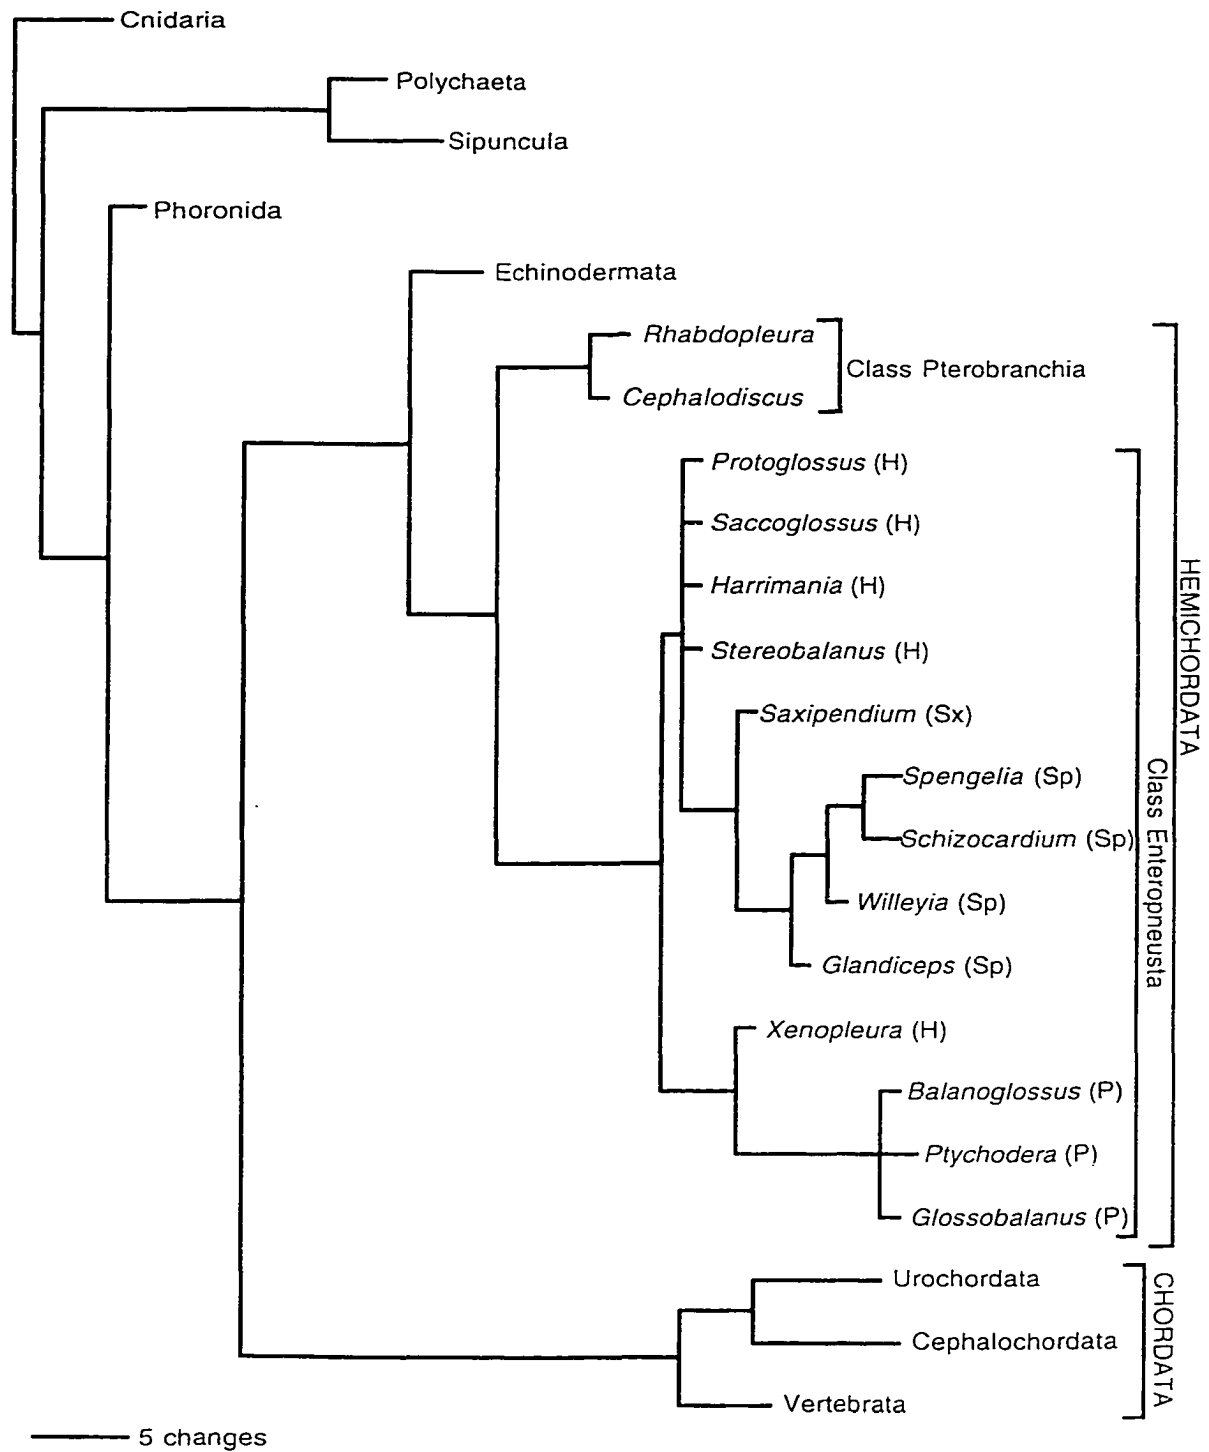 Cnidaria
Polychaeta
Sipuncula
Phoronida
Echinodermata
Rhabdopleura
Class Pterobranchia
Cephalodiscus
Protoglossus (H)
Saccoglossus (H)
Harrimania (H)
Stereobalanus (H)
Saxipendium (Sx)
Spengelia (Sp)
Schizocardium (Sp)
Willeyia (Sp)
Glandiceps (Sp)
Xenopleura (H)
Balanoglossus (P)
Ptychodera (P)
Glossobalanus (P)
Class Enteropneusta
HEMICHORDATA
Urochordata
Cephalochordata
Vertebrata
CHORDATA
5 changes